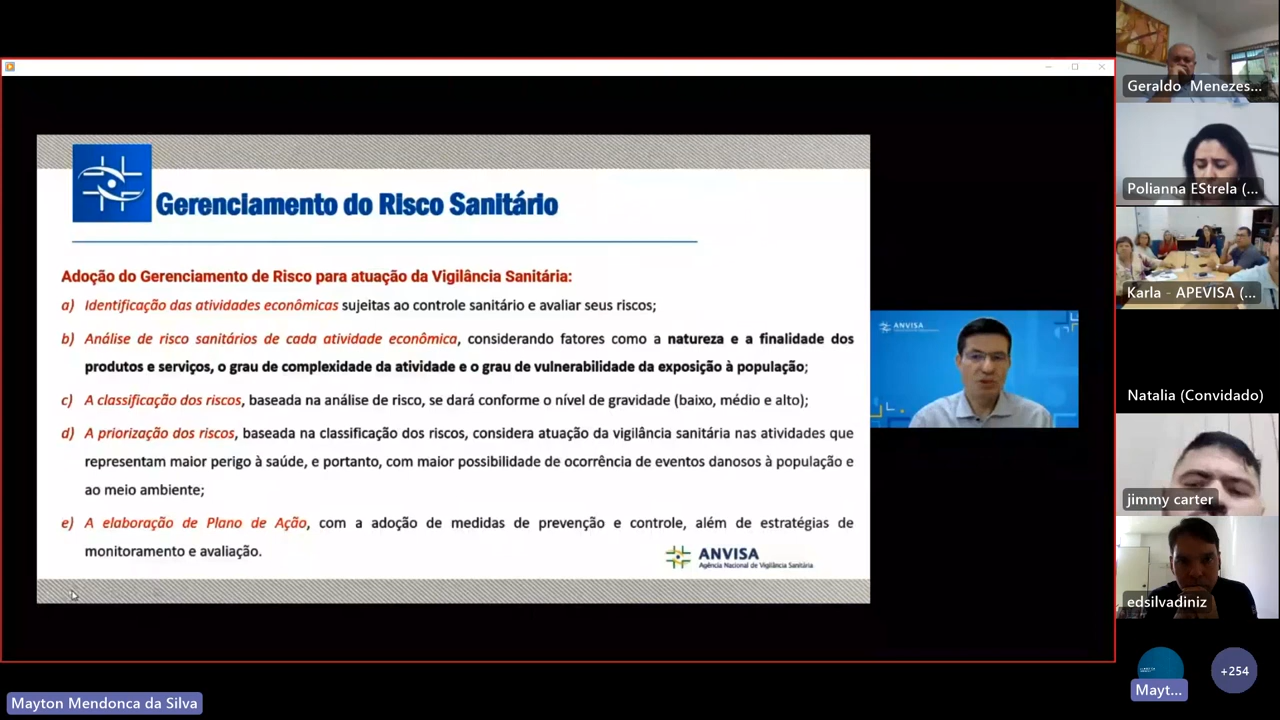 Gerenciamento do Risco Sanitário
Adoção do Gerenciamento de Risco para atuação da Vigilância Sanitária:
a) Identificação das atividades econômicas sujeitas ao controle sanitário e avaliar seus riscos;
b) Análise de risco sanitários de cada atividade econômica, considerando fatores como a natureza e a finalidade dos
produtos e serviços, o grau de complexidade da atividade e o grau de vulnerabilidade da exposição à população;
c) A classificação dos riscos, baseada na análise de risco, se dará conforme o nível de gravidade (baixo, médio e alto);
d) A priorização dos riscos, baseada na classificação dos riscos, considera atuação da vigilância sanitária nas atividades que
representam maior perigo à saúde, e portanto, com maior possibilidade de ocorrência de eventos danosos à população e
ao meio ambiente;
e) A elaboração de Plano de Ação, com a adoção de medidas de prevenção e controle, além de estratégias de
monitoramento e avaliação.
ANVISA
Agência Nacional de Vigilância Sanitária
ANVISA
Geraldo Menezes...
Polianna EStrela (...
Karla - APEVISA (...
Natalia (Convidado)
jimmy carter
edsilvadiniz
Mayt...
+254
Mayton Mendonca da Silva